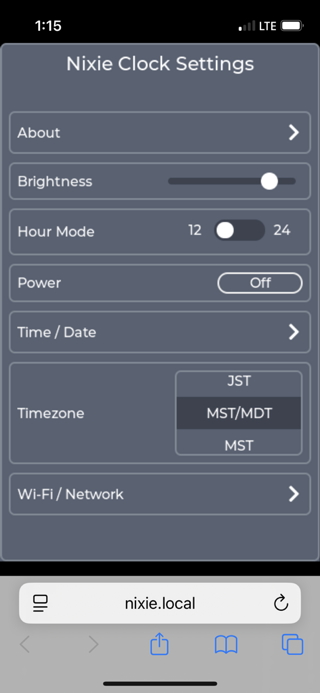 1:15 LTE
Nixie Clock Settings
About
Brightness
Hour Mode 12 24
Power Off
Time / Date
JST
Timezone MST/MDT
MST
Wi-Fi / Network
nixie.local